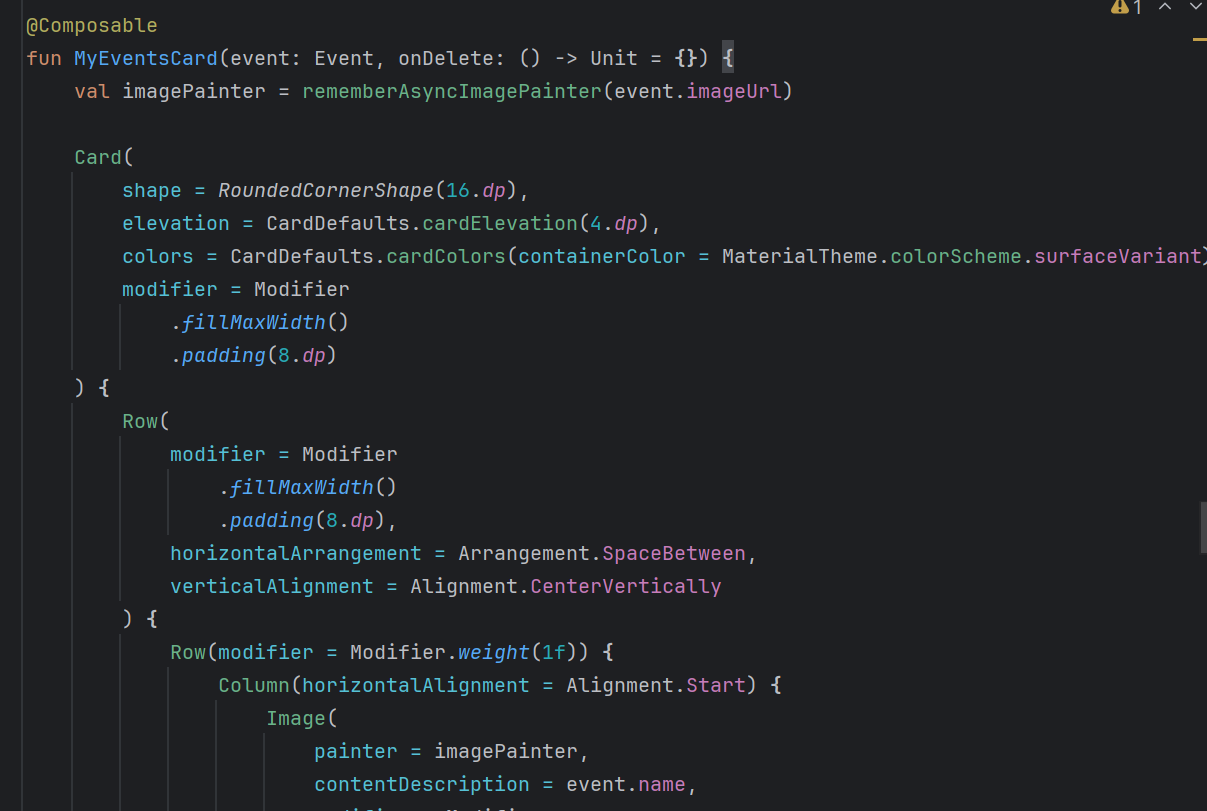 1
@Composable
fun MyEventsCard(event: Event, onDelete: () -> Unit = {}) {
    val imagePainter = rememberAsyncImagePainter(event.imageUrl)

    Card(
        shape = RoundedCornerShape(16.dp),
        elevation = CardDefaults.cardElevation(4.dp),
        colors = CardDefaults.cardColors(containerColor = MaterialTheme.colorScheme.surfaceVariant)
        modifier = Modifier
            .fillMaxWidth()
            .padding(8.dp)
    ) {
        Row(
            modifier = Modifier
                .fillMaxWidth()
                .padding(8.dp),
            horizontalArrangement = Arrangement.SpaceBetween,
            verticalAlignment = Alignment.CenterVertically
        ) {
            Row(modifier = Modifier.weight(1f)) {
                Column(horizontalAlignment = Alignment.Start) {
                    Image(
                        painter = imagePainter,
                        contentDescription = event.name,